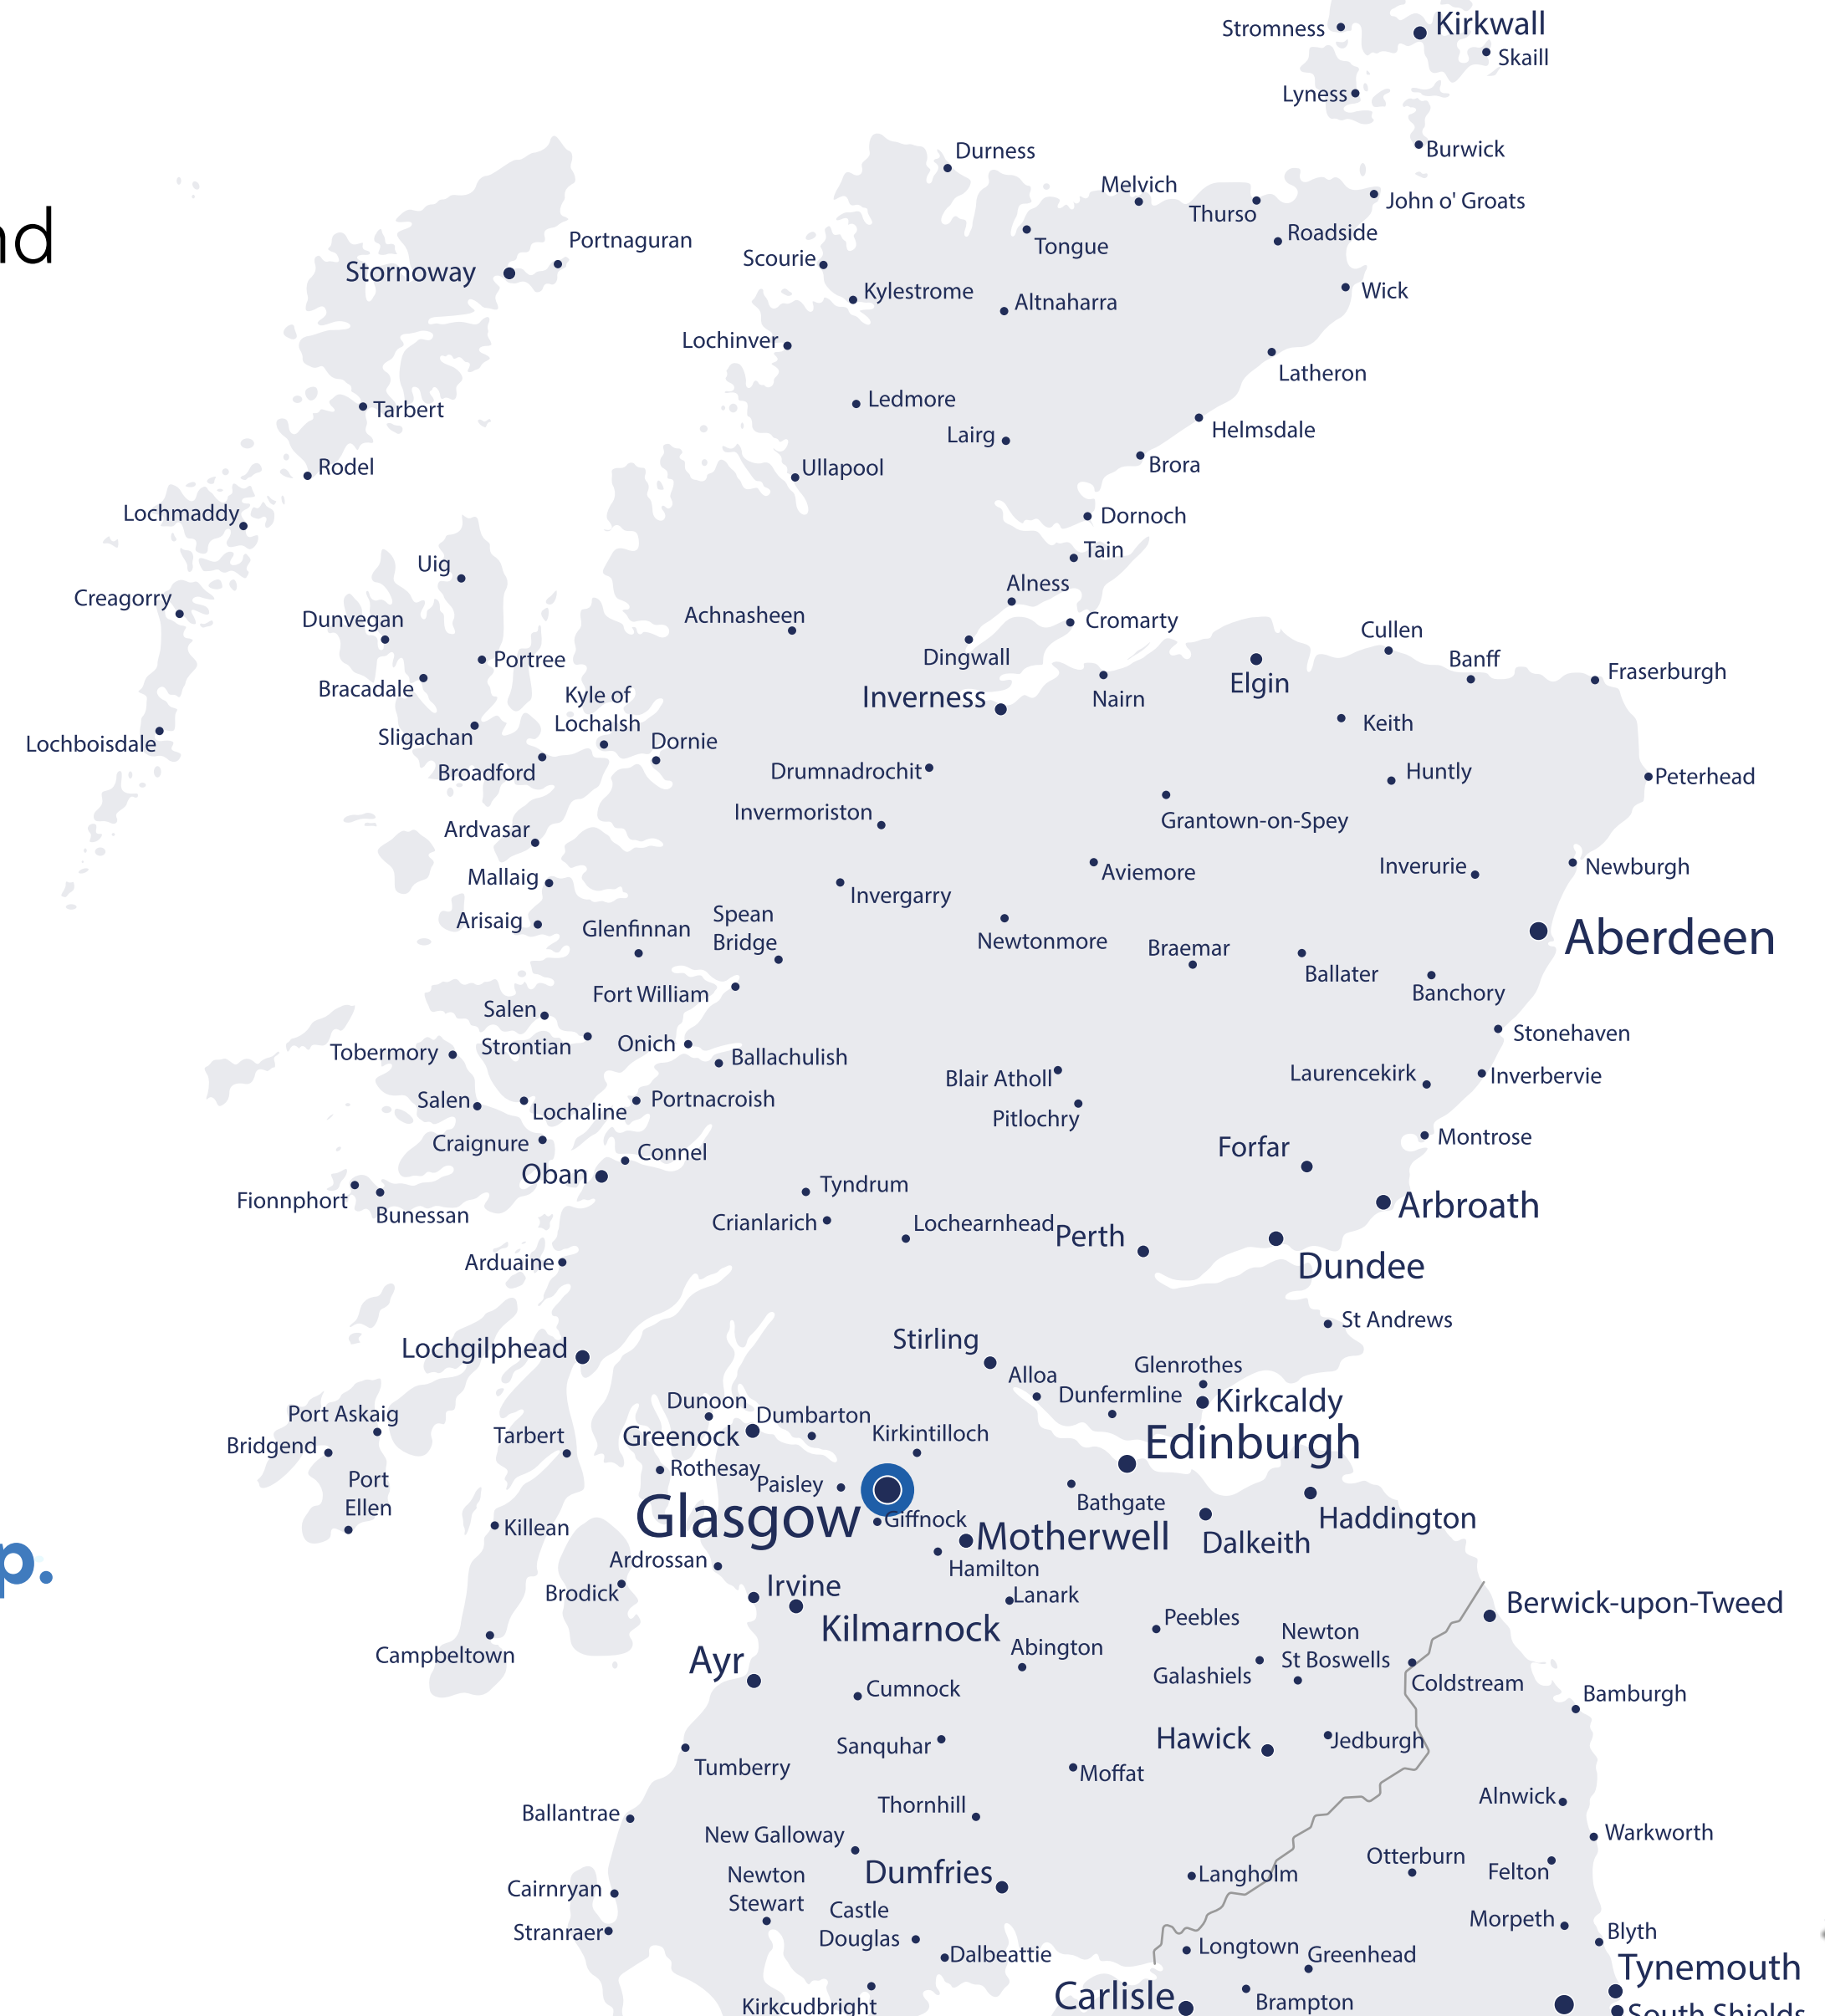 Stromness
Kirkwall
Skaill
Lyness
Burwick
Durness
Melvich
Thurso
John o' Groats
nd
Portnaguran
Stornoway
Scourie
Tongue
Roadside
Kylestrome
Altnaharra
Wick
Lochinver
Latheron
Tarbert
Ledmore
Lairg
Helmsdale
Rodel
Ullapool
Brora
Lochmaddy
Dornoch
Uig
Tain
Creagorry
Alness
Dunvegan
Achnasheen
Cromarty
Cullen
Portree
Dingwall
Banff
Bracadale
Kyle of
Lochalsh
Inverness
Nairn
Elgin
Fraserburgh
Lochboisdale
Sligachan
Dornie
Keith
Broadford
Drumnadrochit
Huntly
Peterhead
Invermoriston
Grantown-on-Spey
Ardvasar
Mallaig
Invergarry
Aviemore
Inverurie
Newburgh
Arisaig
Glenfinnan
Spean
Bridge
Newtonmore
Braemar
Aberdeen
Fort William
Ballater
Banchory
Salen
Strontian
Onich
Stonehaven
Tobermory
Ballachulish
Blair Atholl
Laurencekirk
Inverbervie
Salen
Lochaline
Portnacroish
Pitlochry
Craignure
Connel
Forfar
Montrose
Oban
Fionnphort
Bunessan
Tyndrum
Arbroath
Crianlarich
Lochearnhead
Perth
Arduaine
Dundee
St Andrews
Lochgilphead
Stirling
Alloa
Glenrothes
Dunoon
Dunfermline
Kirkcaldy
Port Askaig
Dumbarton
Bridgend
Tarbert
Greenock
Kirkintilloch
Edinburgh
Rothesay
Port
Ellen
Paisley
Bathgate
Glasgow
Giffnock
Haddington
Killean
Motherwell
Dalkeith
p.
Ardrossan
Hamilton
Brodick
Irvine
Lanark
Berwick-upon-Tweed
Kilmarnock
Peebles
Campbeltown
Abington
Newton
St Boswells
Ayr
Galashiels
Coldstream
Cumnock
Bamburgh
Sanquhar
Hawick
Jedburgh
Tumberry
Moffat
Ballantrae
Thornhill
Alnwick
New Galloway
Warkworth
Newton
Stewart
Dumfries
Langholm
Otterburn
Felton
Cairnryan
Castle
Douglas
Stranraer
Morpeth
Blyth
Dalbeattie
Longtown
Greenhead
Tynemouth
Kirkcudbright
Carlisle
Brampton
South Shields